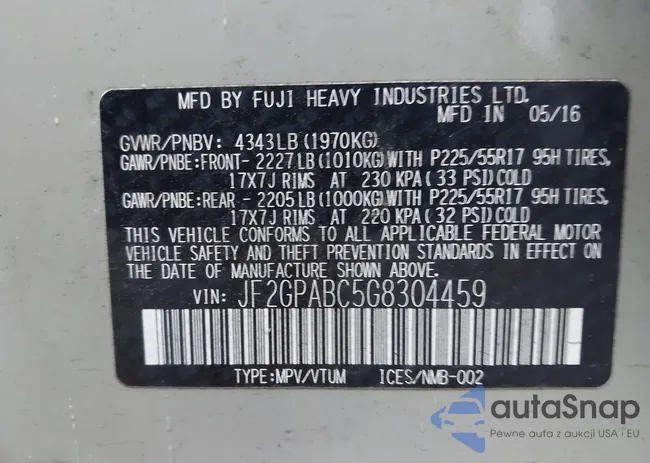 MFD BY FUJI HEAVY INDUSTRIES LTD.
MFD IN 05/16
GVWR/PNBV: 4343LB(1970KG)
GAWR/PNBE:FRONT- 2227LB(1010KG)WITH P225/55R17 95H TIRES,
17X7J RIMS AT 230 KPA( 33 PSI)COLD
GAWR/PNBE:REAR - 2205LB(1000KG)WITH P225/55R17 95H TIRES,
17X7J RIMS AT 220 KPA( 32 PSI)COLD
THIS VEHICLE CONFORMS TO ALL APPLICABLE FEDERAL MOTOR
VEHICLE SAFETY AND THEFT PREVENTION STANDARDS IN EFFECT ON
THE DATE OF MANUFACTURE SHOWN ABOVE.
VIN: JF2GPABC5G8304459
TYPE:MPV/VTUM ICES/NMB-002
autaSnap
Pewne auta z aukcji USA i EU